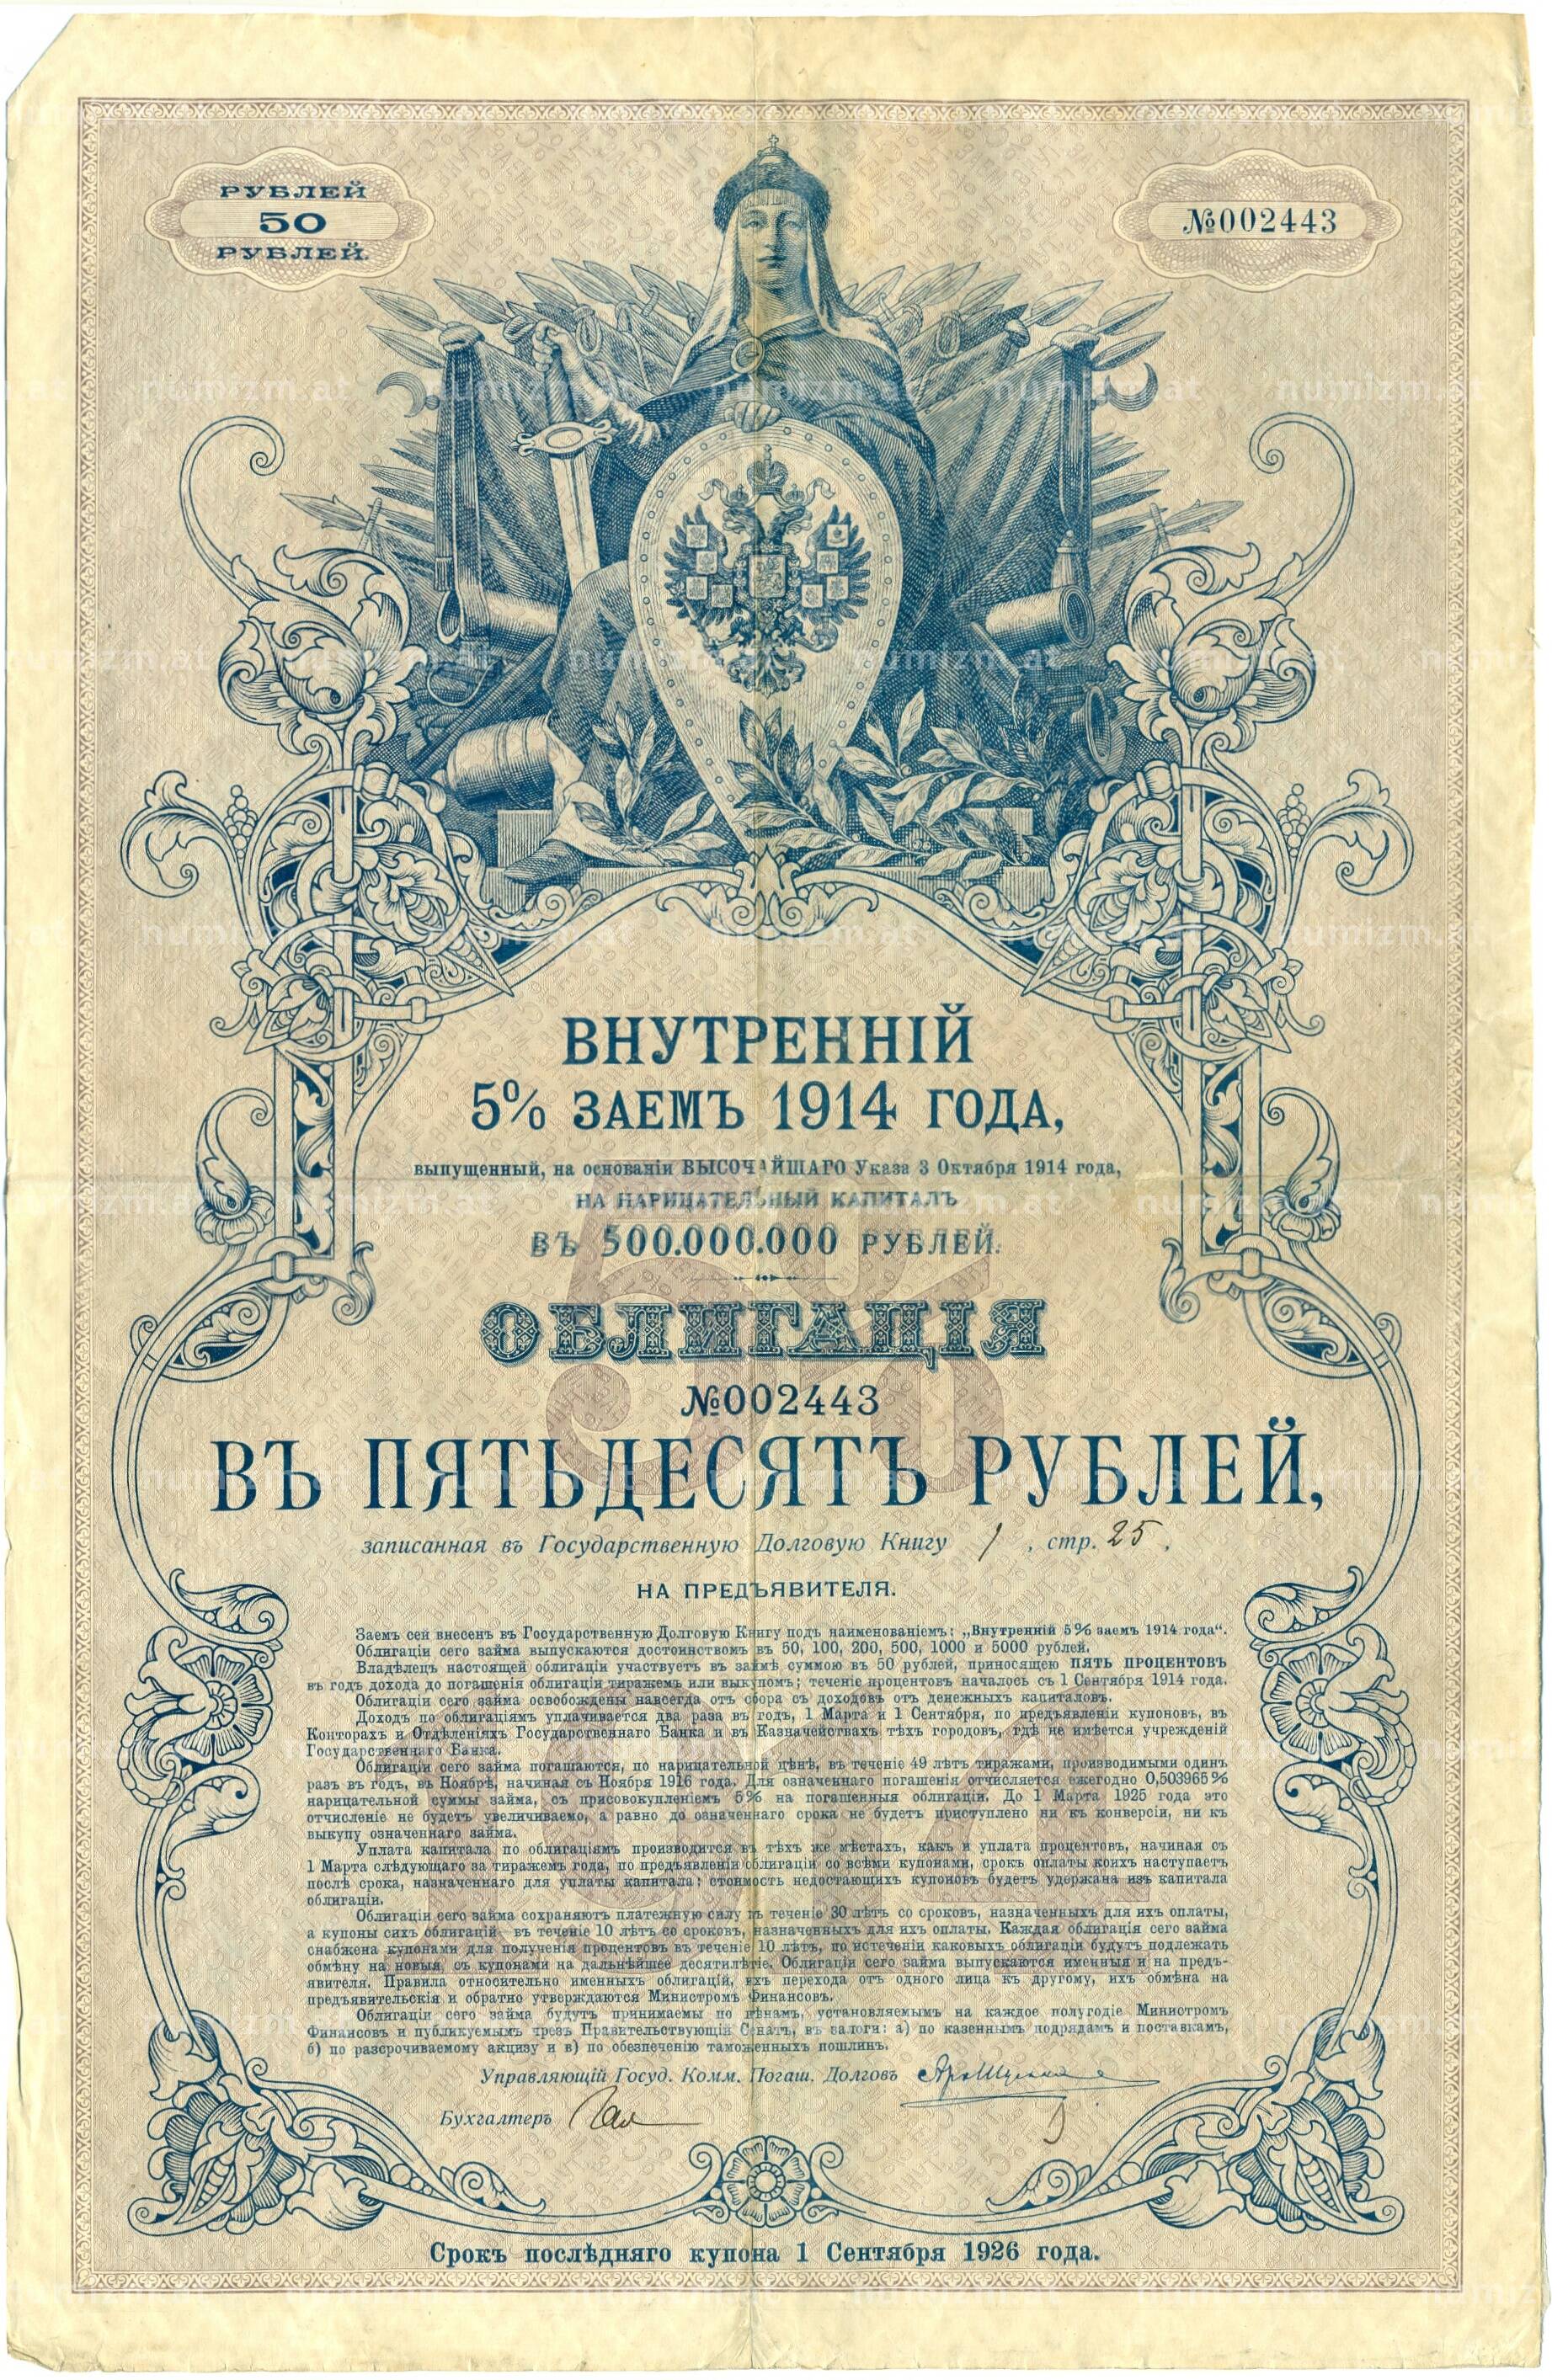 РУБЛЕЙ
50
РУБЛЕЙ.
№002443
ВНУТРЕННІЙ
5% ЗАЕМЪ 1914 ГОДА,
выпущенный, на основаніи ВЫСОЧАЙШАГО Указа 3 Октября 1914 года,
НА НАРИЦАТЕЛЬНЫЙ КАПИТАЛЪ
ВЪ 500.000.000 РУБЛЕЙ.
ОБЛИГАЦІЯ
№002443
ВЪ ПЯТЬДЕСЯТЪ РУБЛЕЙ,
записанная въ Государственную Долговую Книгу 1, стр. 25,
НА ПРЕДЪЯВИТЕЛЯ.
Заемъ сей внесенъ въ Государственную Долговую Книгу подъ наименованіемъ: „Внутренній 5% заемъ 1914 года“.
Облигаціи сего займа выпускаются достоинствомъ въ 50, 100, 200, 500, 1000 и 5000 рублей.
Владѣлецъ настоящей облигаціи участвуетъ въ займѣ суммою въ 50 рублей, приносящею ПЯТЬ ПРОЦЕНТОВЪ
въ годъ дохода до погашенія облигаціи тиражемъ или выкупомъ; теченіе процентовъ началось съ 1 Сентября 1914 года.
Облигаціи сего займа освобождены навсегда отъ сбора съ доходовъ отъ денежныхъ капиталовъ.
Доходъ по облигаціямъ уплачивается два раза въ годъ, 1 Марта и 1 Сентября, по предъявленіи купоновъ, въ
Конторахъ и Отдѣленіяхъ Государственнаго Банка и въ Казначействахъ тѣхъ городовъ, гдѣ не имѣется учрежденій
Государственнаго Банка.
Облигаціи сего займа погашаются, по нарицательной цѣнѣ, въ теченіе 49 лѣтъ тиражами, производимыми одинъ
разъ въ годъ, въ Ноябрѣ, начиная съ Ноября 1916 года. Для означеннаго погашенія отчисляется ежегодно 0,503965%
нарицательной суммы займа, съ присовокупленіемъ 5% на погашенныя облигаціи. До 1 Марта 1925 года это
отчисленіе не будетъ увеличиваемо, а равно до означеннаго срока не будетъ приступлено ни къ конверсіи, ни къ
выкупу означеннаго займа.
Уплата капитала по облигаціямъ производится въ тѣхъ же мѣстахъ, какъ и уплата процентовъ, начиная съ
1 Марта слѣдующаго за тиражемъ года, по предъявленіи облигаціи со всѣми купонами, срокъ оплаты коихъ наступаетъ
послѣ срока, назначеннаго для уплаты капитала; стоимость недостающихъ купоновъ будетъ удержана изъ капитала
облигаціи.
Облигаціи сего займа сохраняютъ платежную силу въ теченіе 30 лѣтъ со сроковъ, назначенныхъ для ихъ оплаты,
а купоны сихъ облигацій въ теченіе 10 лѣтъ со сроковъ, назначенныхъ для ихъ оплаты. Каждая облигація сего займа
снабжена купонами для полученія процентовъ въ теченіе 10 лѣтъ, по истеченіи каковыхъ облигаціи будутъ подлежать
обмѣну на новыя, съ купонами на дальнѣйшее десятилѣтіе. Облигаціи сего займа выпускаются именныя и на предъ-
явителя. Правила относительно именныхъ облигацій, ихъ перехода отъ одного лица къ другому, ихъ обмѣна на
предъявительскія и обратно утверждаются Министромъ Финансовъ.
Облигаціи сего займа будутъ принимаемы по цѣнамъ, установляемымъ на каждое полугодіе Министромъ
Финансовъ и публикуемымъ чрезъ Правительствующій Сенатъ, въ залоги: а) по казеннымъ подрядамъ и поставкамъ,
б) по разсрочиваемому акцизу и в) по обезпеченію таможенныхъ пошлинъ.
Управляющій Госуд. Комм. Погаш. Долговъ
Бухгалтеръ
Срокъ послѣдняго купона 1 Сентября 1926 года.
5%
1914
numizm.at